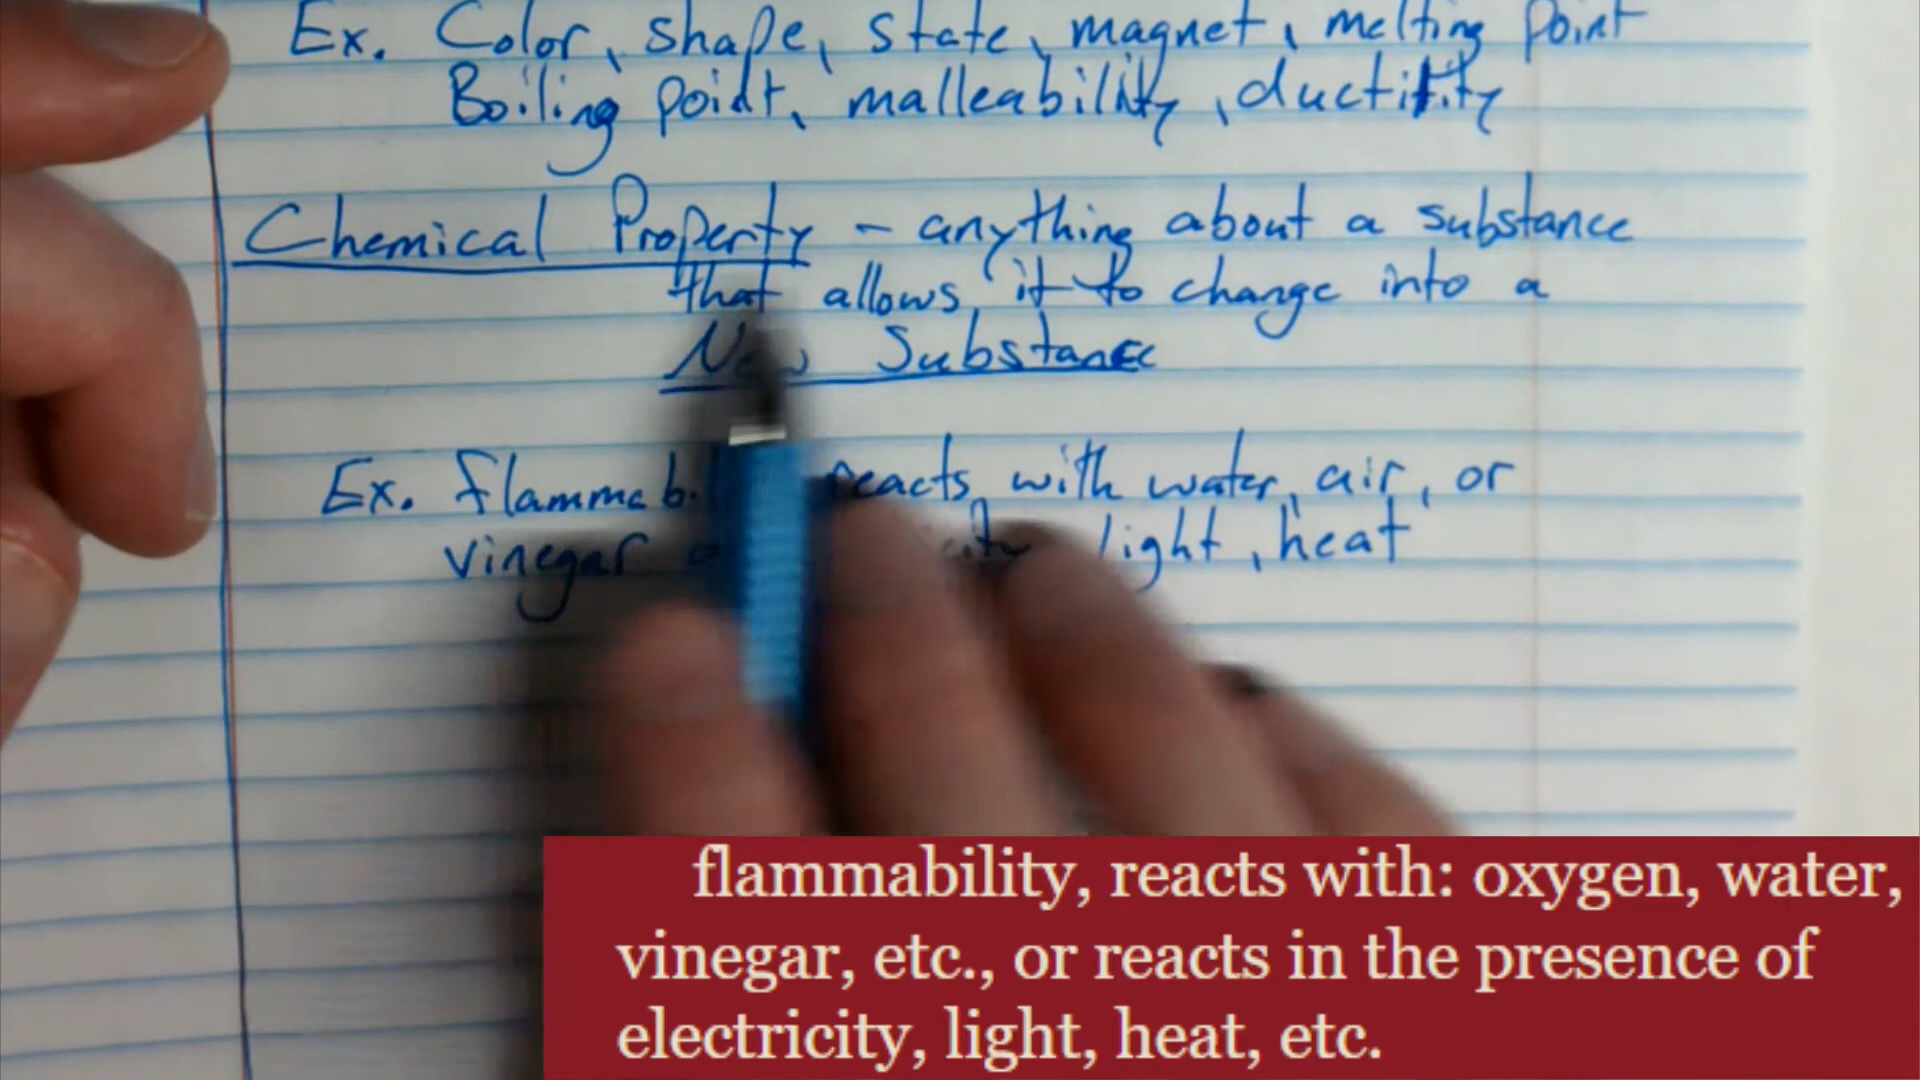 Ex. Color, shape, state, magnet, melting point
Boiling point, malleability, ductility
Chemical Property - anything about a substance
that allows it to change into a
New Substance
Ex. flammabil reacts with water, air, or
vinegar light, heat
flammability, reacts with: oxygen, water,
vinegar, etc., or reacts in the presence of
electricity, light, heat, etc.